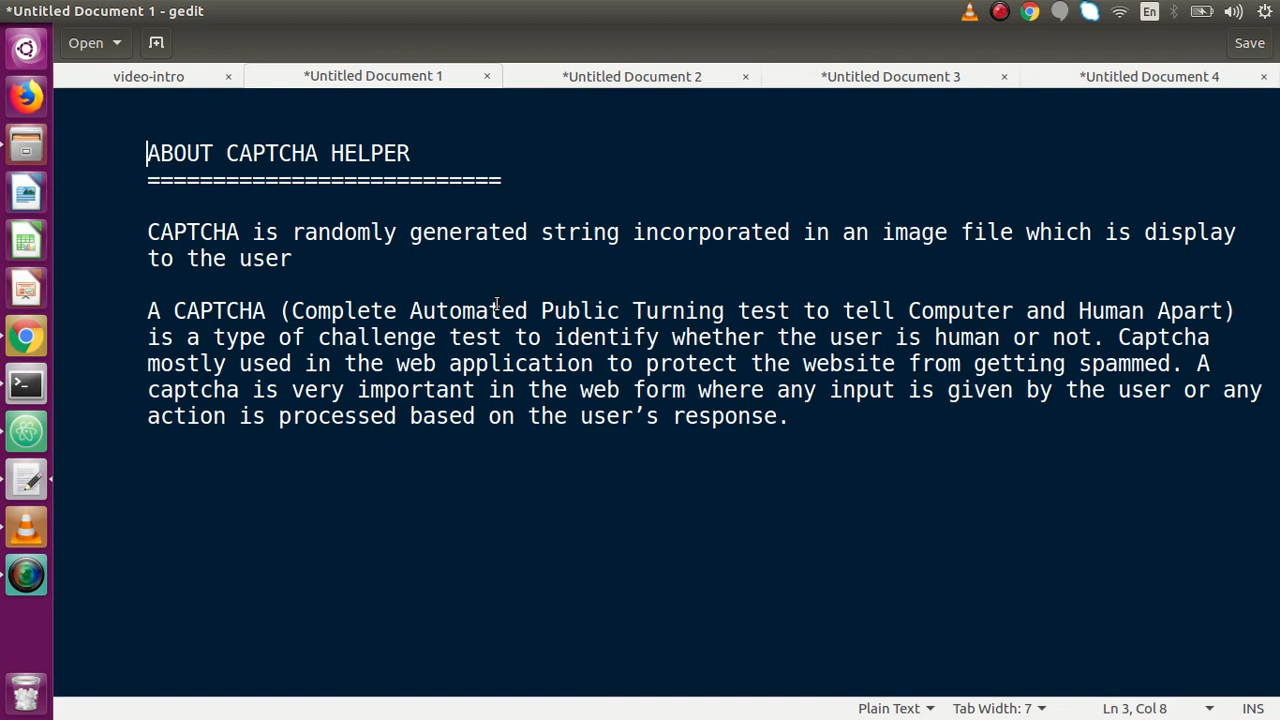 *Untitled Document 1 - gedit
En
Open
Save
video-intro
*Untitled Document 1
*Untitled Document 2
*Untitled Document 3
*Untitled Document 4
ABOUT CAPTCHA HELPER
===========================
CAPTCHA is randomly generated string incorporated in an image file which is display
to the user
A CAPTCHA (Complete Automated Public Turning test to tell Computer and Human Apart)
is a type of challenge test to identify whether the user is human or not. Captcha
mostly used in the web application to protect the website from getting spammed. A
captcha is very important in the web form where any input is given by the user or any
action is processed based on the user’s response.
Plain Text
Tab Width: 7
Ln 3, Col 8
INS